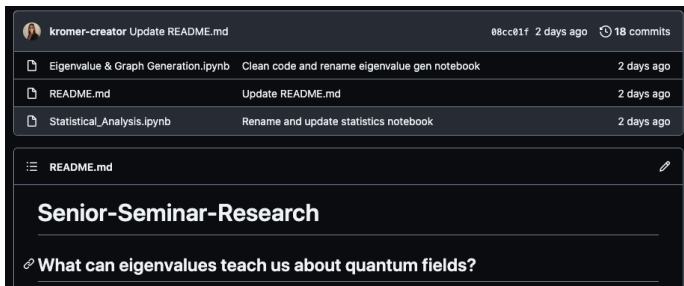 kromer-creator Update README.md 08cc01f 2 days ago 18 commits
Eigenvalue & Graph Generation.ipynb Clean code and rename eigenvalue gen notebook 2 days ago
README.md Update README.md 2 days ago
Statistical_Analysis.ipynb Rename and update statistics notebook 2 days ago
README.md
Senior-Seminar-Research
What can eigenvalues teach us about quantum fields?